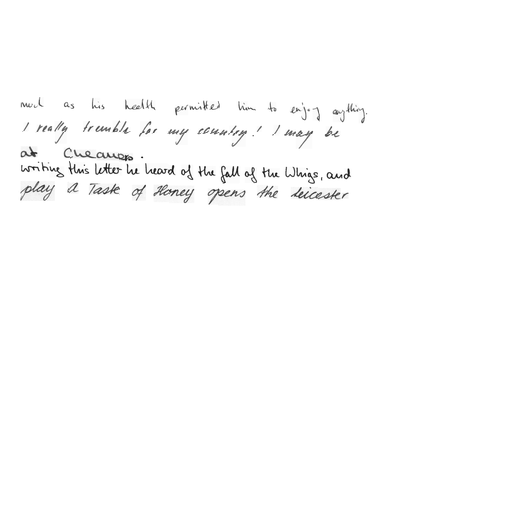 much as his health permitted him to enjoy anything.
I really tremble for my country! I may be
at Chequers.
writing this letter he heard of the fall of the Whigs, and
play A Taste of Honey opens the Leicester